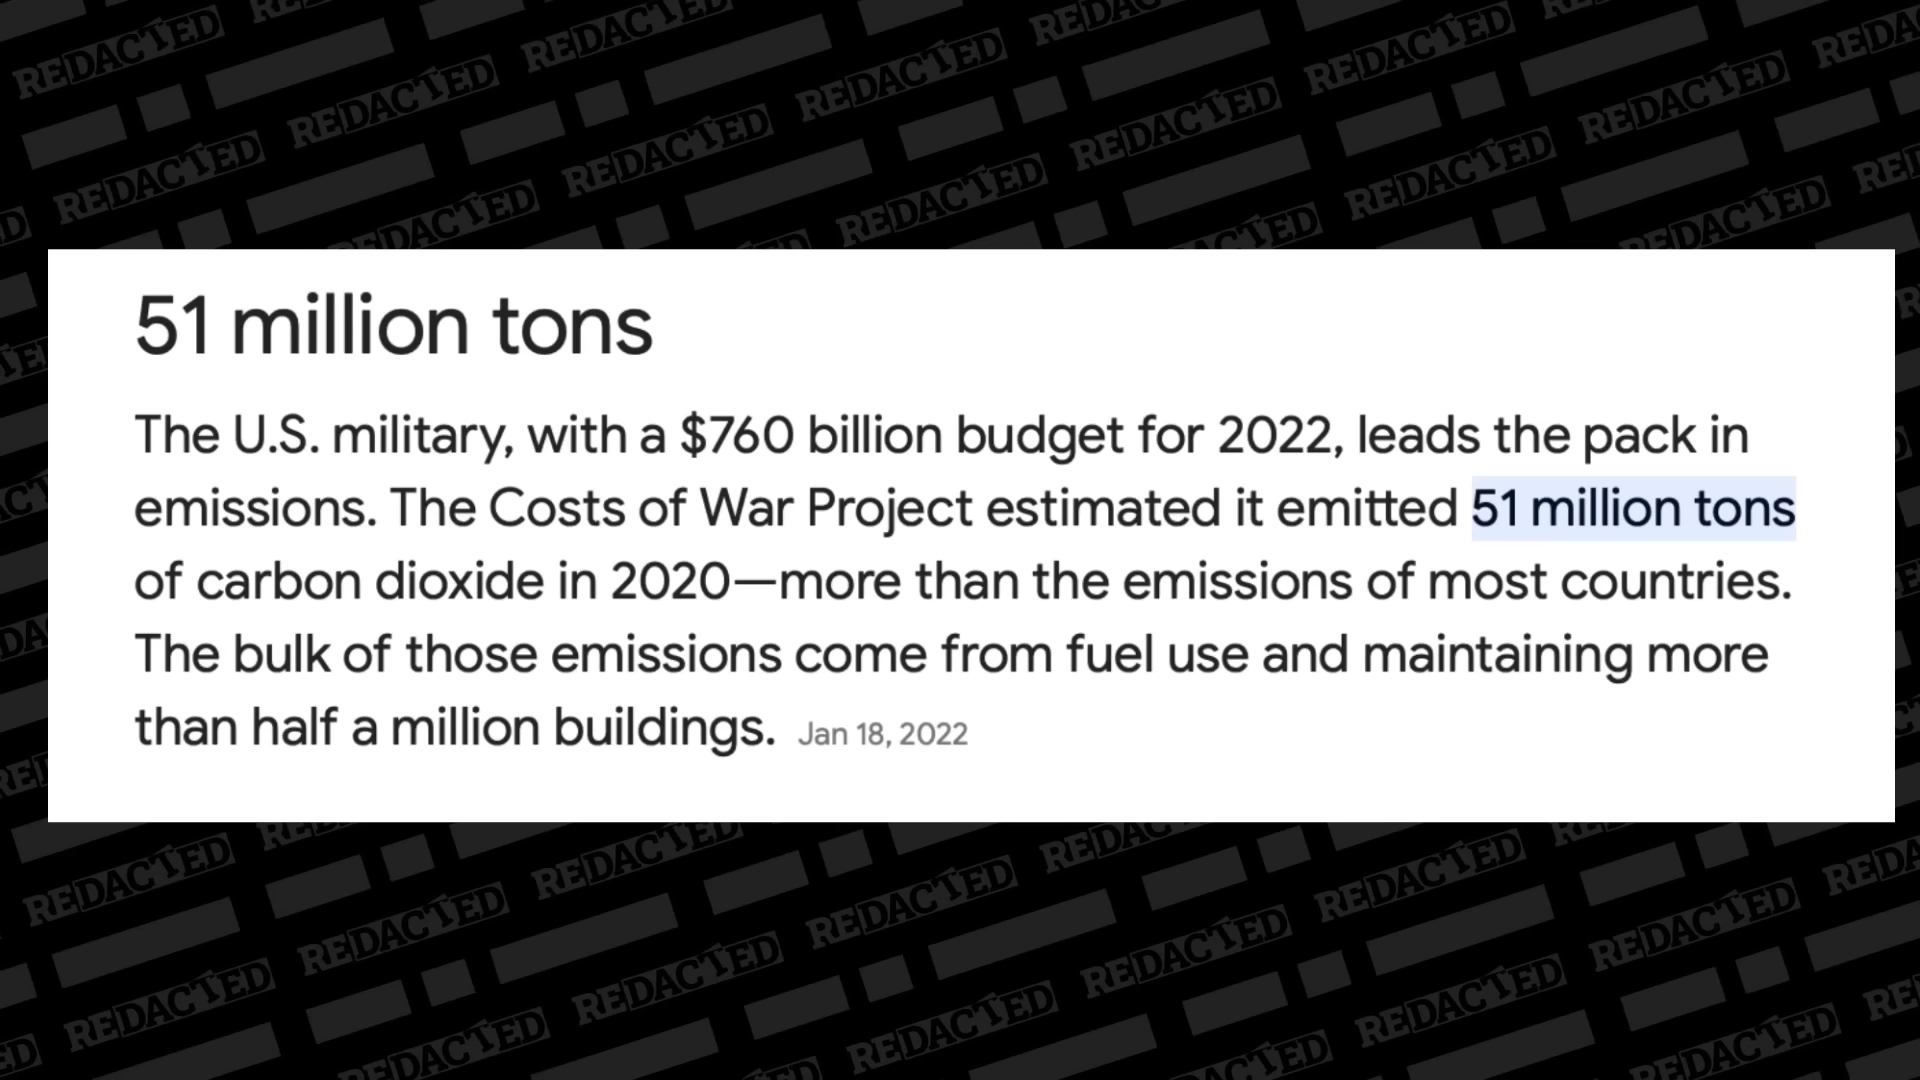 51 million tons
The U.S. military, with a $760 billion budget for 2022, leads the pack in
emissions. The Costs of War Project estimated it emitted 51 million tons
of carbon dioxide in 2020—more than the emissions of most countries.
The bulk of those emissions come from fuel use and maintaining more
than half a million buildings. Jan 18, 2022
REDACTED